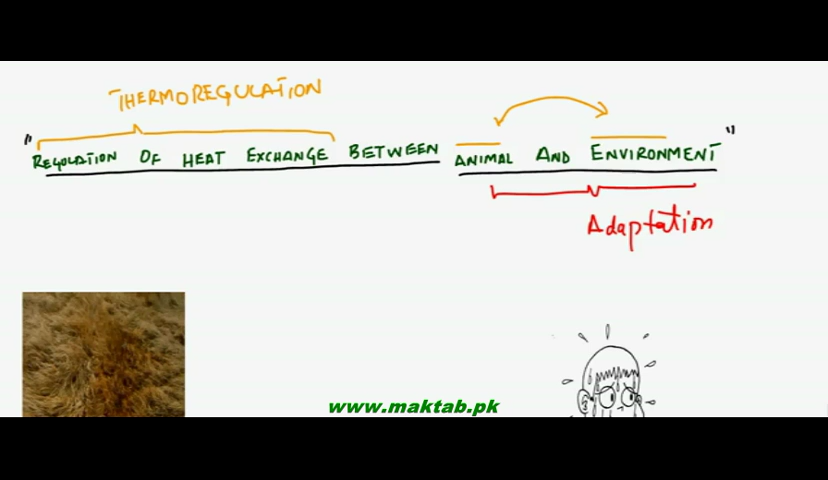 THERMOREGULATION
"REGULATION OF HEAT EXCHANGE BETWEEN ANIMAL AND ENVIRONMENT"
Adaptation
www.maktab.pk